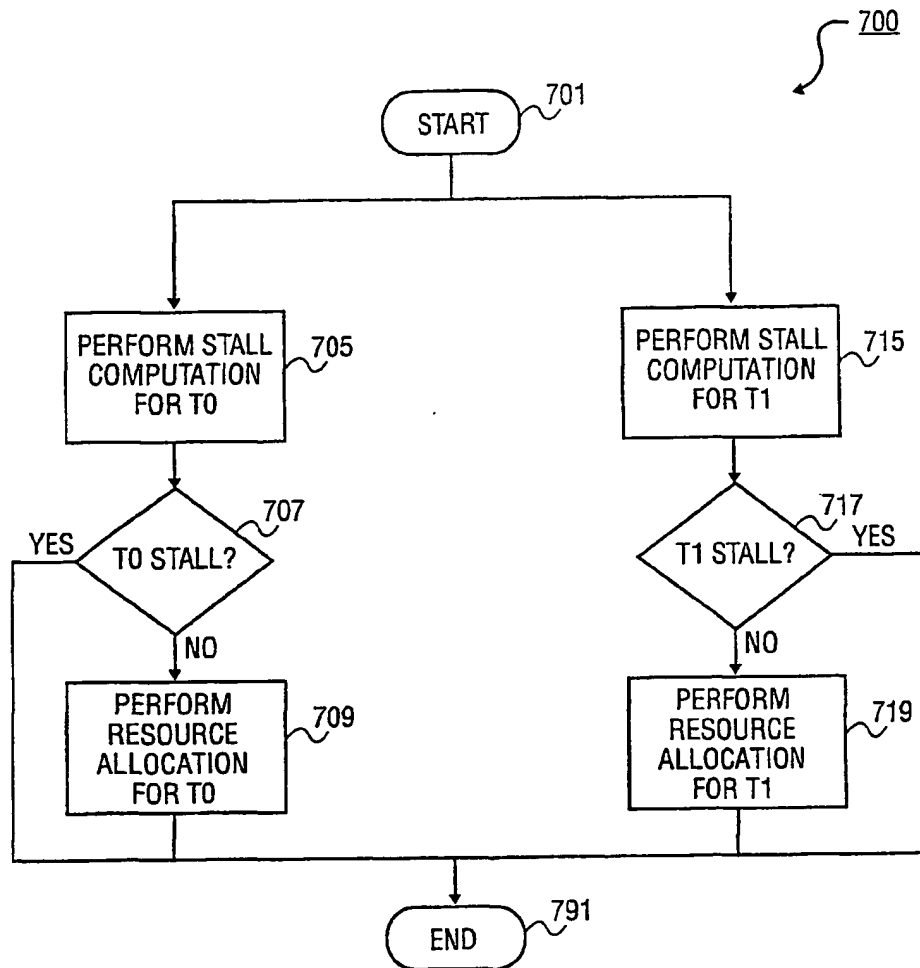 700
START
701
PERFORM STALL
COMPUTATION
FOR T0
705
PERFORM STALL
COMPUTATION
FOR T1
715
YES
T0 STALL?
707
NO
T1 STALL?
717
YES
NO
PERFORM
RESOURCE
ALLOCATION
FOR T0
709
PERFORM
RESOURCE
ALLOCATION
FOR T1
719
END
791